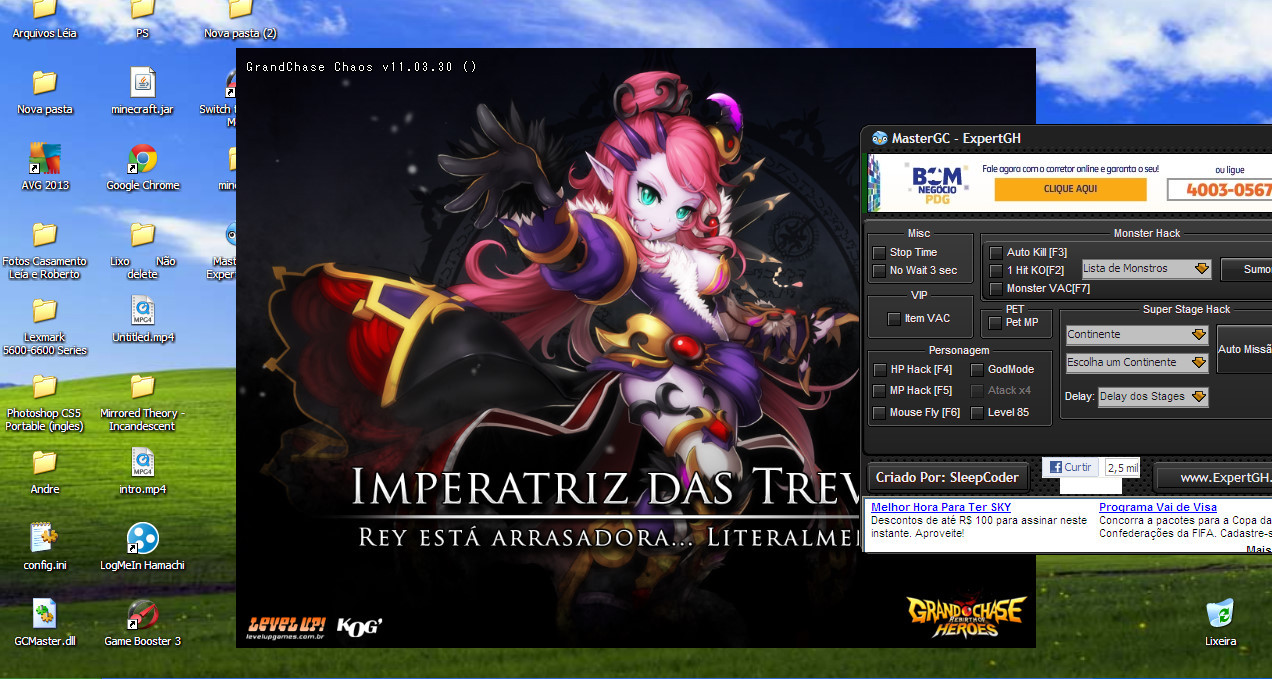 Arquivos Léia
PS
Nova pasta (2)
Nova pasta
minecraft.jar
Switch
M
AVG 2013
Google Chrome
min
Fotos Casamento
Leia e Roberto
Lixo Não
delete
Mast
Exper
Lexmark
5600-6600 Series
Untitled.mp4
Photoshop CS5
Portable (ingles)
Mirrored Theory -
Incandescent
Andre
intro.mp4
config.ini
LogMeIn Hamachi
GCMaster.dll
Game Booster 3
Lixeira
GrandChase Chaos v11.03.30 ()
IMPERATRIZ DAS TREV
REY ESTÁ ARRASADORA... LITERALMEN
LEVEL UP!
levelupgames.com.br
KOG'
GRAND CHASE
REBIRTH OF
HEROES
MasterGC - ExpertGH
BOM
NEGÓCIO
PDG
Fale agora com o corretor online e garanta o seu!
CLIQUE AQUI
ou ligue
4003-0567
Misc
Stop Time
No Wait 3 sec
Monster Hack
Auto Kill [F3]
1 Hit KO[F2]
Monster VAC[F7]
Lista de Monstros
Sumo
VIP
Item VAC
PET
Pet MP
Super Stage Hack
Continente
Escolha um Continente
Auto Missã
Delay:
Delay dos Stages
Personagem
HP Hack [F4]
GodMode
MP Hack [F5]
Atack x4
Mouse Fly [F6]
Level 85
Criado Por: SleepCoder
Curtir
2,5 mil
www.ExpertGH.
Melhor Hora Para Ter SKY
Descontos de até R$ 100 para assinar neste
instante. Aproveite!
Programa Vai de Visa
Concorra a pacotes para a Copa da
Confederações da FIFA. Cadastre-s
Mais